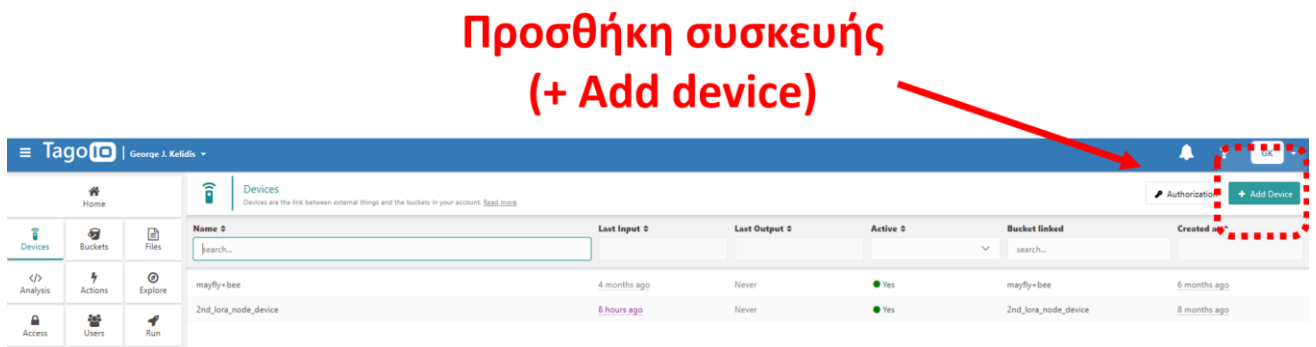 Προσθήκη συσκευής
(+ Add device)
TagoIO | George J. Kelidis
GK
Home
Devices
Devices are the link between external things and the buckets in your account. Read more.
Authorization
+ Add Device
Devices
Buckets
Files
Analysis
Actions
Explore
Access
Users
Run
Name Last Input Last Output Active Bucket linked Created at
search... search...
mayfly+bee 4 months ago Never Yes mayfly+bee 6 months ago
2nd_lora_node_device 8 hours ago Never Yes 2nd_lora_node_device 8 months ago